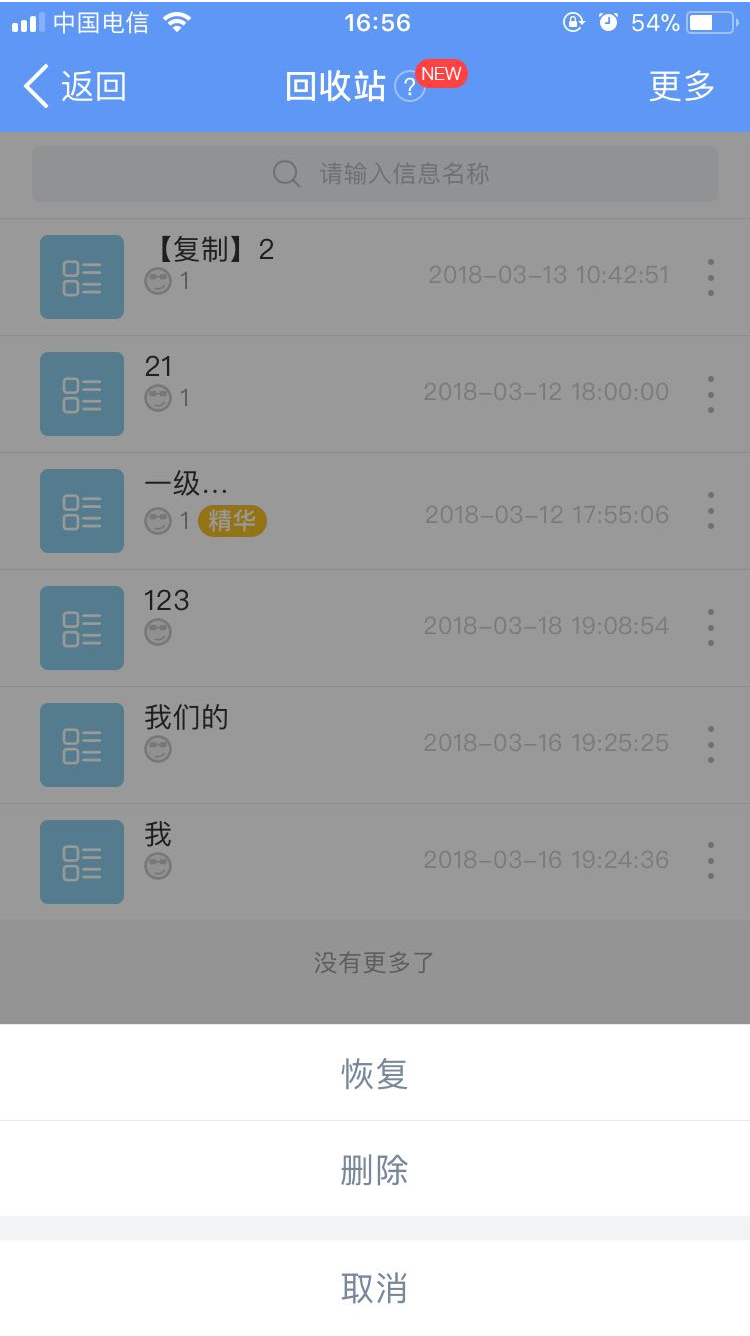 中国电信 16:56 54%
返回 回收站 ? NEW 更多
请输入信息名称
【复制】2
1 2018-03-13 10:42:51
21
1 2018-03-12 18:00:00
一级...
1 精华 2018-03-12 17:55:06
123
2018-03-18 19:08:54
我们的
2018-03-16 19:25:25
我
2018-03-16 19:24:36
没有更多了
恢复
删除
取消